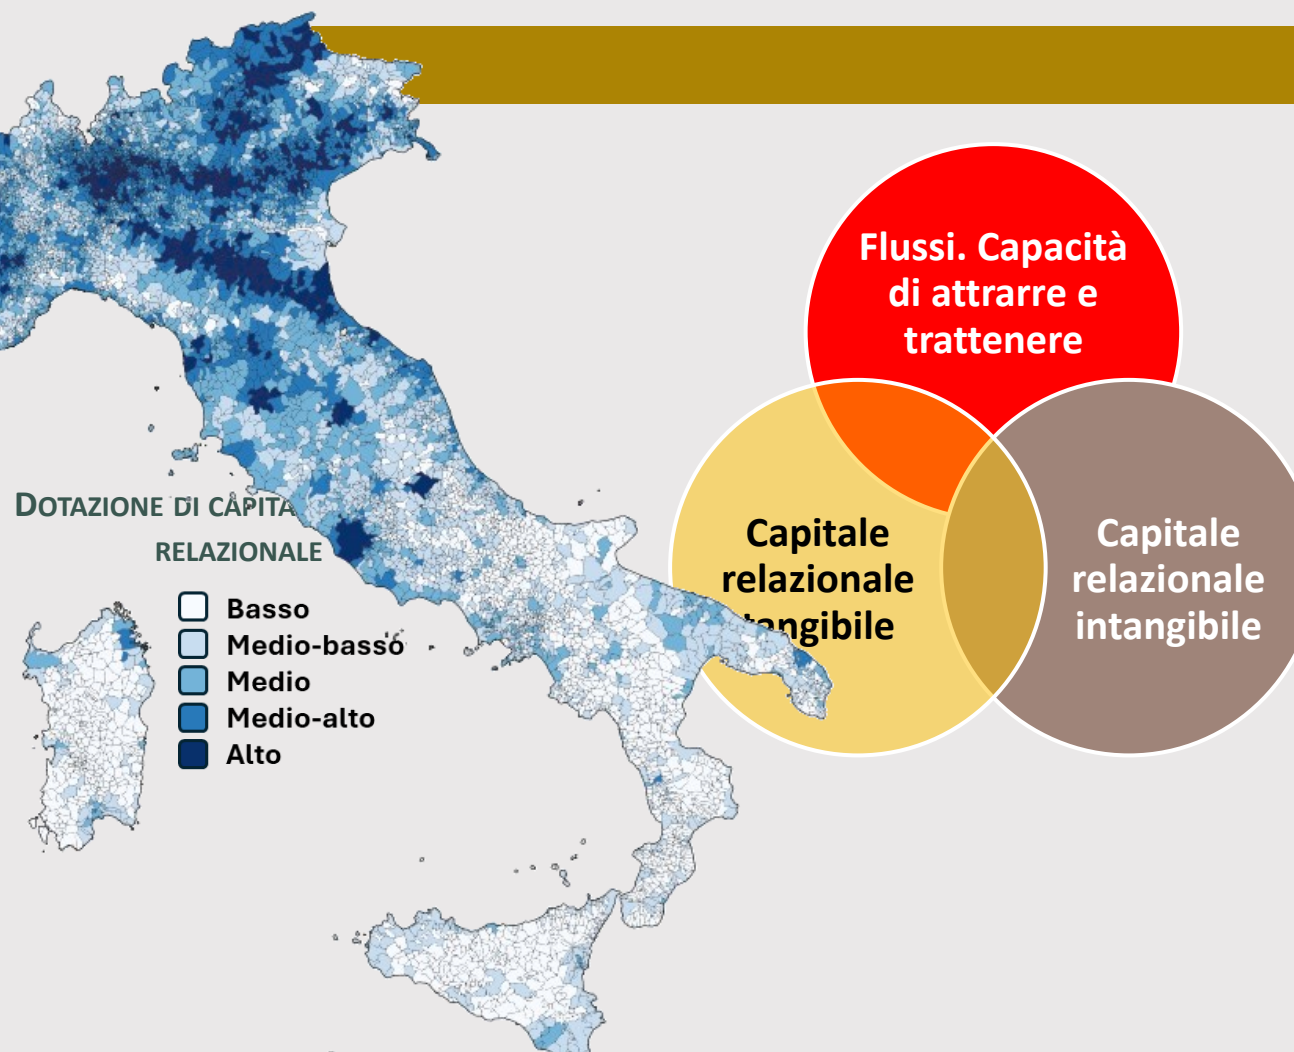 Flussi. Capacità
di attrarre e
trattenere
Capitale
relazionale
tangibile
Capitale
relazionale
intangibile
DOTAZIONE DI CAPITA
RELAZIONALE
Basso
Medio-basso
Medio
Medio-alto
Alto